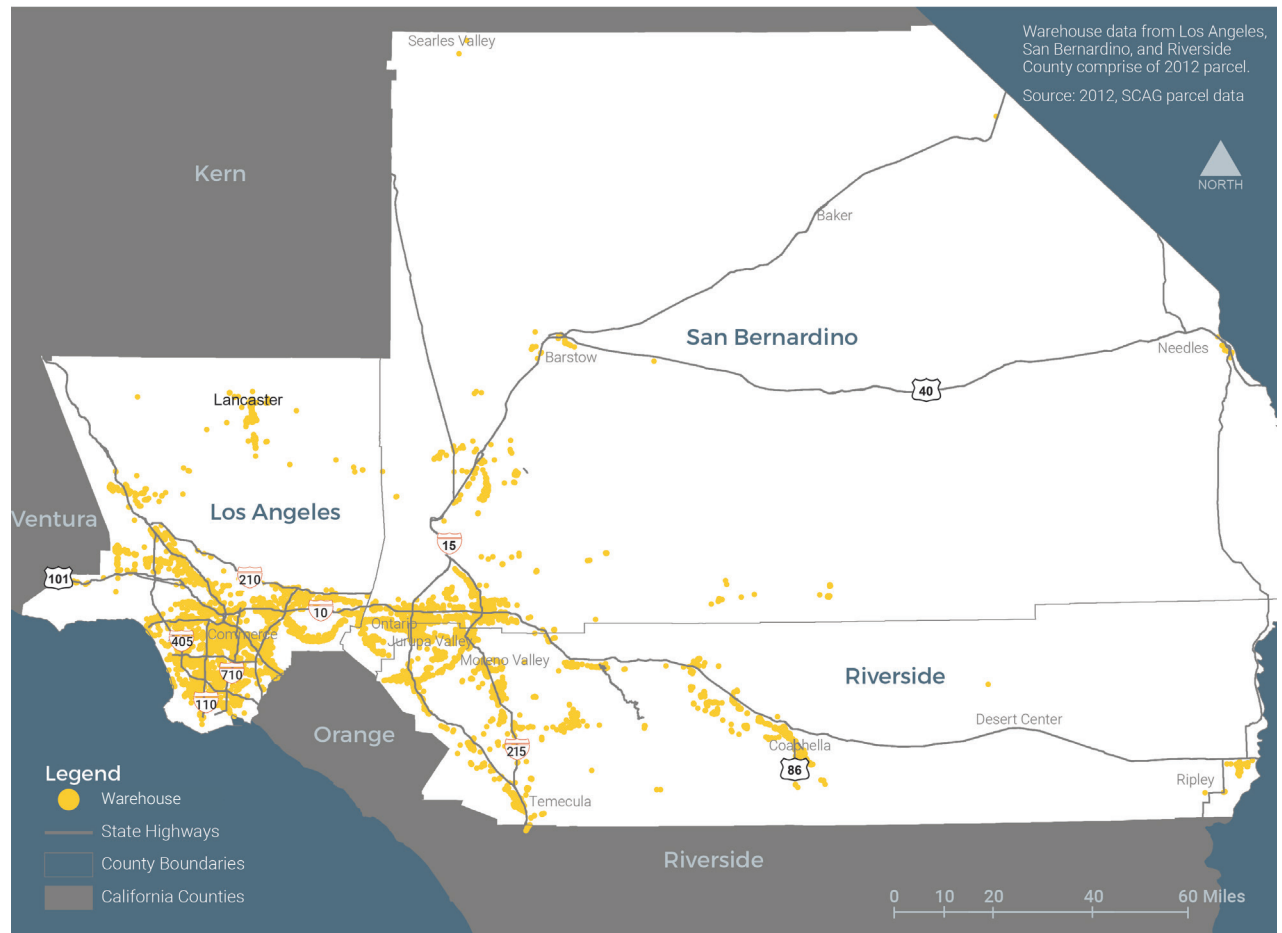 Searles Valley
Warehouse data from Los Angeles,
San Bernardino, and Riverside
County comprise of 2012 parcel.
Source: 2012, SCAG parcel data
NORTH
Kern
Baker
San Bernardino
Barstow
Needles
40
Lancaster
Los Angeles
Ventura
15
101
210
10
Ontario
Commerce
405
Jurupa Valley
Moreno Valley
710
Riverside
110
Orange
Desert Center
215
Coachella
86
Ripley
Temecula
Legend
Warehouse
State Highways
County Boundaries
California Counties
Riverside
0 10 20 40 60 Miles